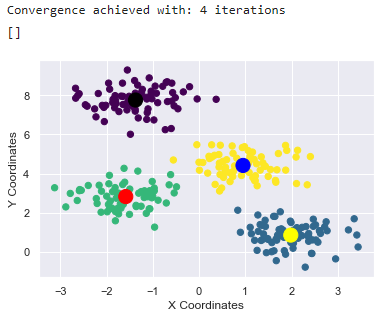 Convergence achieved with: 4 iterations
[]
8
6
4
2
0
Y Coordinates
−3 −2 −1 0 1 2 3
X Coordinates